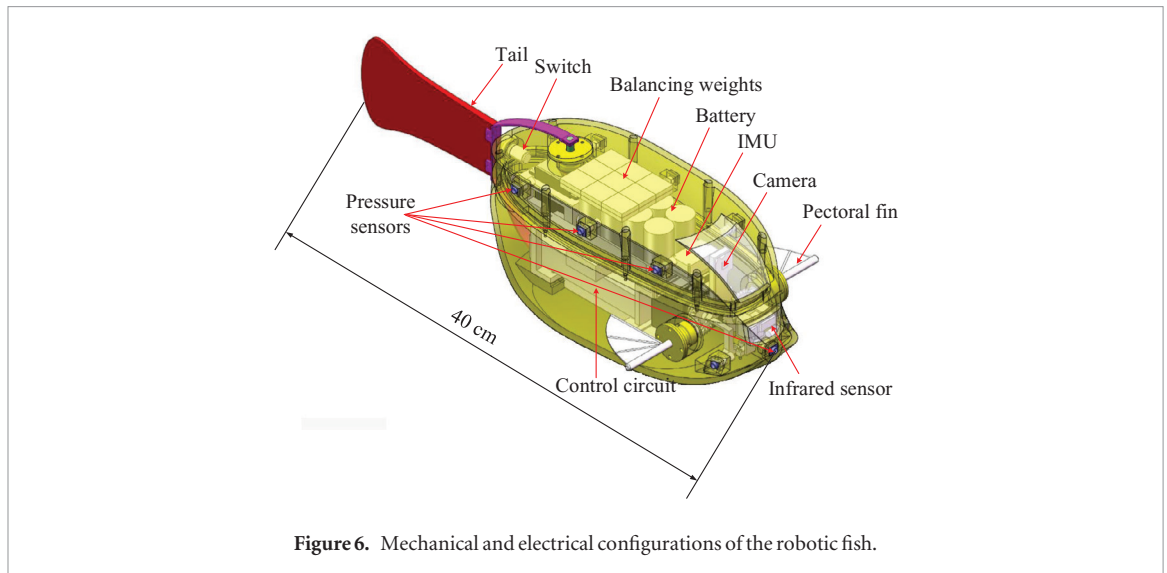 Tail
Switch
Balancing weights
Battery
IMU
Camera
Pectoral fin
Pressure
sensors
40 cm
Control circuit
Infrared sensor
Figure 6. Mechanical and electrical configurations of the robotic fish.